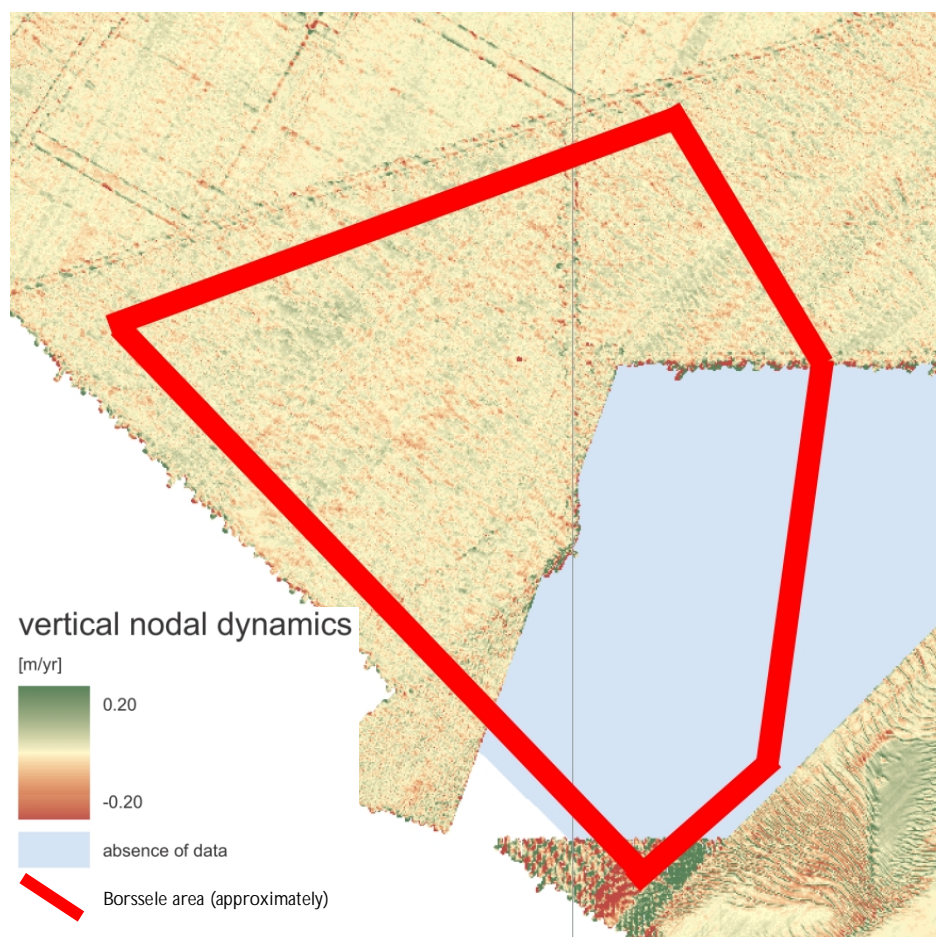 vertical nodal dynamics
[m/yr]
0.20
-0.20
absence of data
Borssele area (approximately)